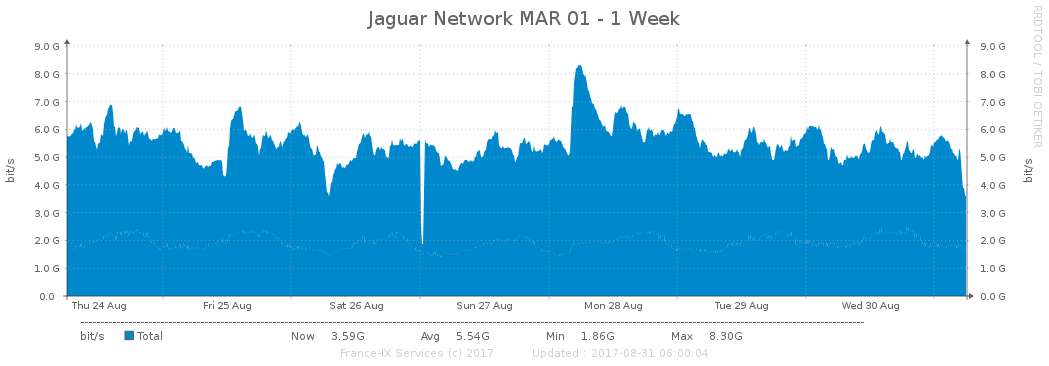 Jaguar Network MAR 01 - 1 Week
RRDTOOL / TOBI OETIKER
bit/s
9.0 G 9.0 G
8.0 G 8.0 G
7.0 G 7.0 G
6.0 G 6.0 G
5.0 G 5.0 G
4.0 G 4.0 G
3.0 G 3.0 G
2.0 G 2.0 G
1.0 G 1.0 G
0.0 0.0 G
bit/s
Thu 24 Aug Fri 25 Aug Sat 26 Aug Sun 27 Aug Mon 28 Aug Tue 29 Aug Wed 30 Aug
bit/s Total Now 3.59G Avg 5.54G Min 1.86G Max 8.30G
France-IX Services (c) 2017 Updated : 2017-08-31 06:00:04